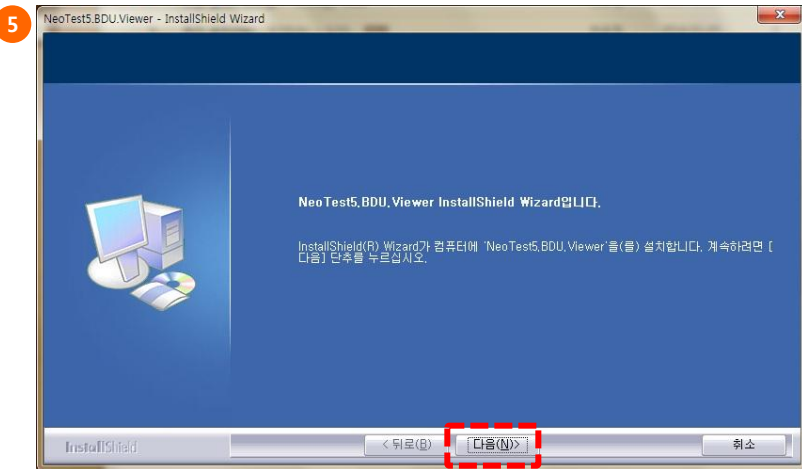 5
NeoTest5.BDU.Viewer - InstallShield Wizard
NeoTest5.BDU.Viewer InstallShield Wizard입니다.
InstallShield(R) Wizard가 컴퓨터에 'NeoTest5.BDU.Viewer'을(를) 설치합니다. 계속하려면 [
다음] 단추를 누르십시오.
InstallShield
< 뒤로(B)
다음(N)>
취소